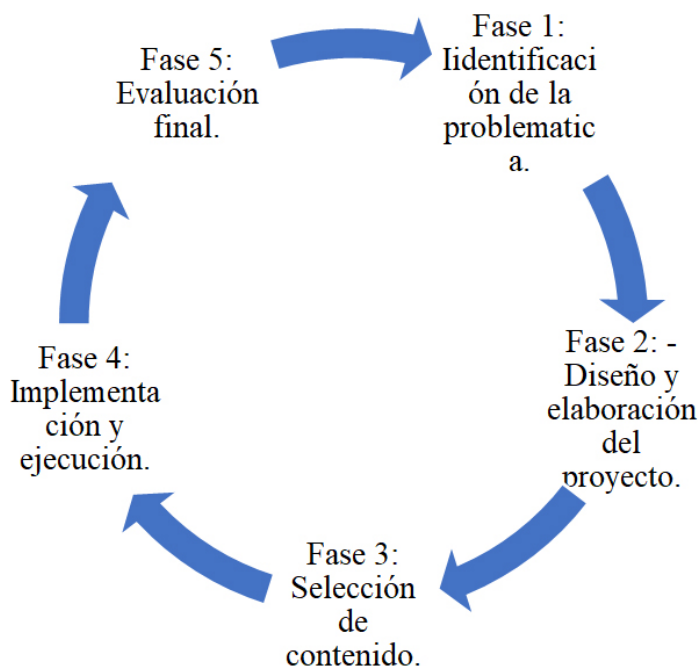 Fase 1:
Iidentificaci
ón de la
problematic
a.
Fase 2: -
Diseño y
elaboración
del
proyecto.
Fase 3:
Selección
de
contenido.
Fase 4:
Implementa
ción y
ejecución.
Fase 5:
Evaluación
final.